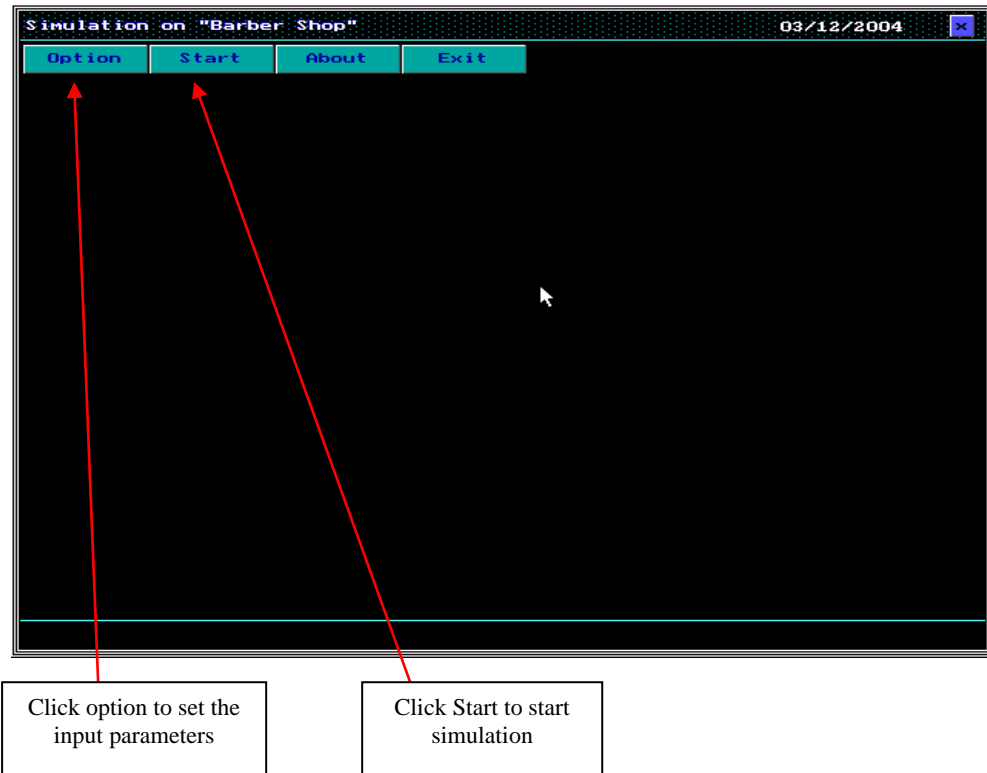 Simulation on "Barber Shop" 03/12/2004 ×
Option Start About Exit
Click option to set the
input parameters
Click Start to start
simulation